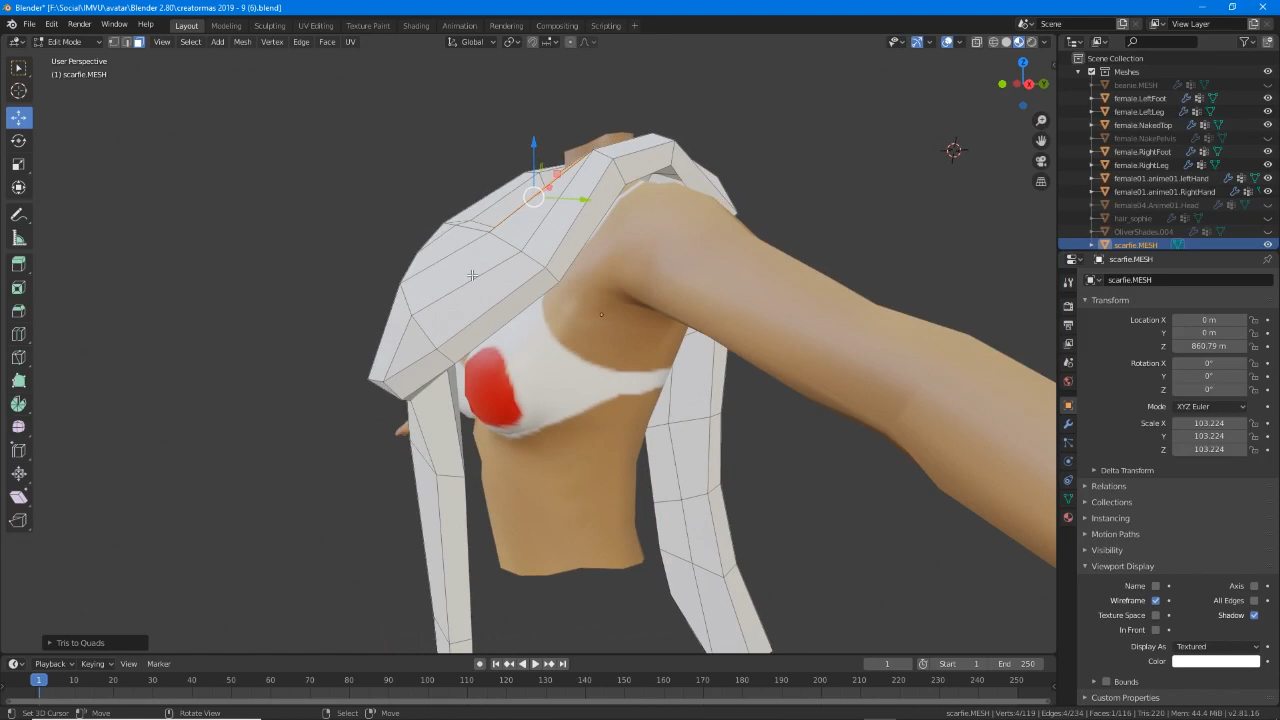 Blender* [F:\Social\IMVU\avatar\Blender 2.80\creatormas 2019 - 9 (6).blend]
File Edit Render Window Help Layout Modeling Sculpting UV Editing Texture Paint Shading Animation Rendering Compositing Scripting + Scene View Layer
Edit Mode View Select Add Mesh Vertex Edge Face UV Global
User Perspective
(1) scarfie.MESH
Scene Collection
Meshes
beanie.MESH
female.LeftFoot
female.LeftLeg
female.NakedTop
female.NakePelvis
female.RightFoot
female.RightLeg
female01.anime01.leftHand
female01.anime01.RightHand
female04.Anime01.Head
hair_sophie
OliverShades.004
scarfie.MESH
scarfie.MESH
scarfie.MESH
Transform
Location X 0 m
Y 0 m
Z 860.79 m
Rotation X 0°
Y 0°
Z 0°
Mode XYZ Euler
Scale X 103.224
Y 103.224
Z 103.224
Delta Transform
Relations
Collections
Instancing
Motion Paths
Visibility
Viewport Display
Name Axis
Wireframe All Edges
Texture Space Shadow
In Front
Display As Textured
Color
Bounds
Custom Properties
Tris to Quads
Playback Keying View Marker 1 Start 1 End 250
1 10 20 30 40 50 60 70 80 90 100 110 120 130 140 150 160 170 180 190 200 210 220 230 240 250
Set 3D Cursor Move Rotate View Select Move scarfie.MESH | Verts:4/119 | Edges:4/234 | Faces:1/116 | Tris:220 | Mem: 44.4 MiB | v2.81.16
X Y Z